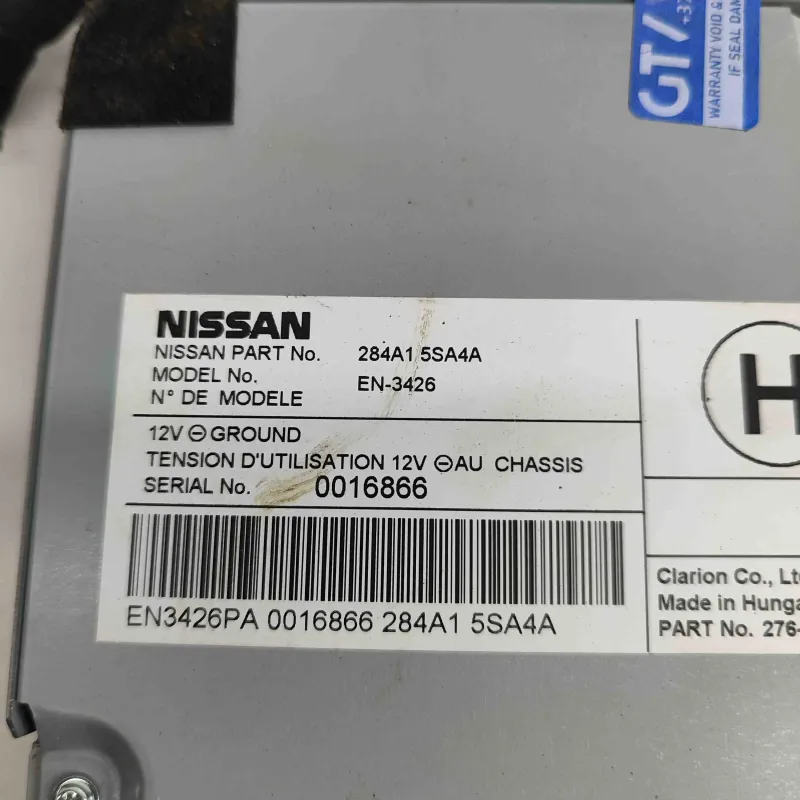 GT/
+37
WARRANTY VOID &
IF SEAL DAM
NISSAN
NISSAN PART No. 284A1 5SA4A
MODEL No. EN-3426
N° DE MODELE
12V ⊖ GROUND
TENSION D'UTILISATION 12V ⊖ AU CHASSIS
SERIAL No. 0016866
EN3426PA 0016866 284A1 5SA4A
H
Clarion Co., Lt
Made in Hunga
PART No. 276-